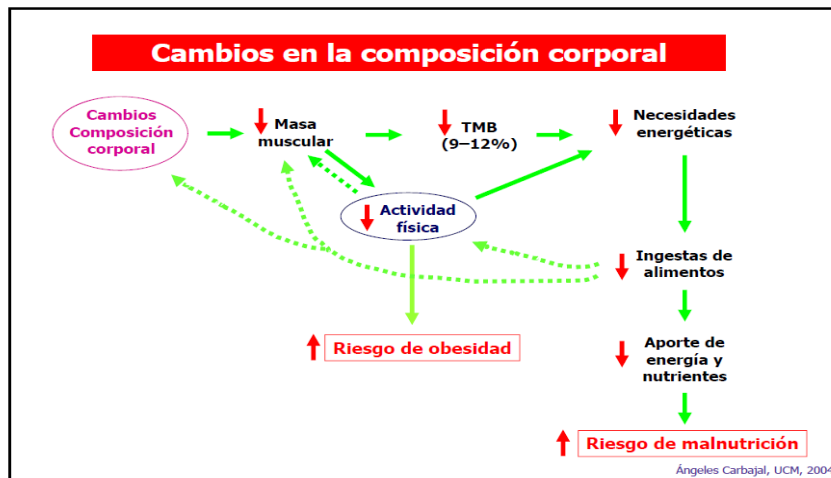 Cambios en la composición corporal
Cambios
Composición
corporal
Masa
muscular
TMB
(9–12%)
Necesidades
energéticas
Actividad
física
Ingestas de
alimentos
Riesgo de obesidad
Aporte de
energía y
nutrientes
Riesgo de malnutrición
Ángeles Carbajal, UCM, 2004